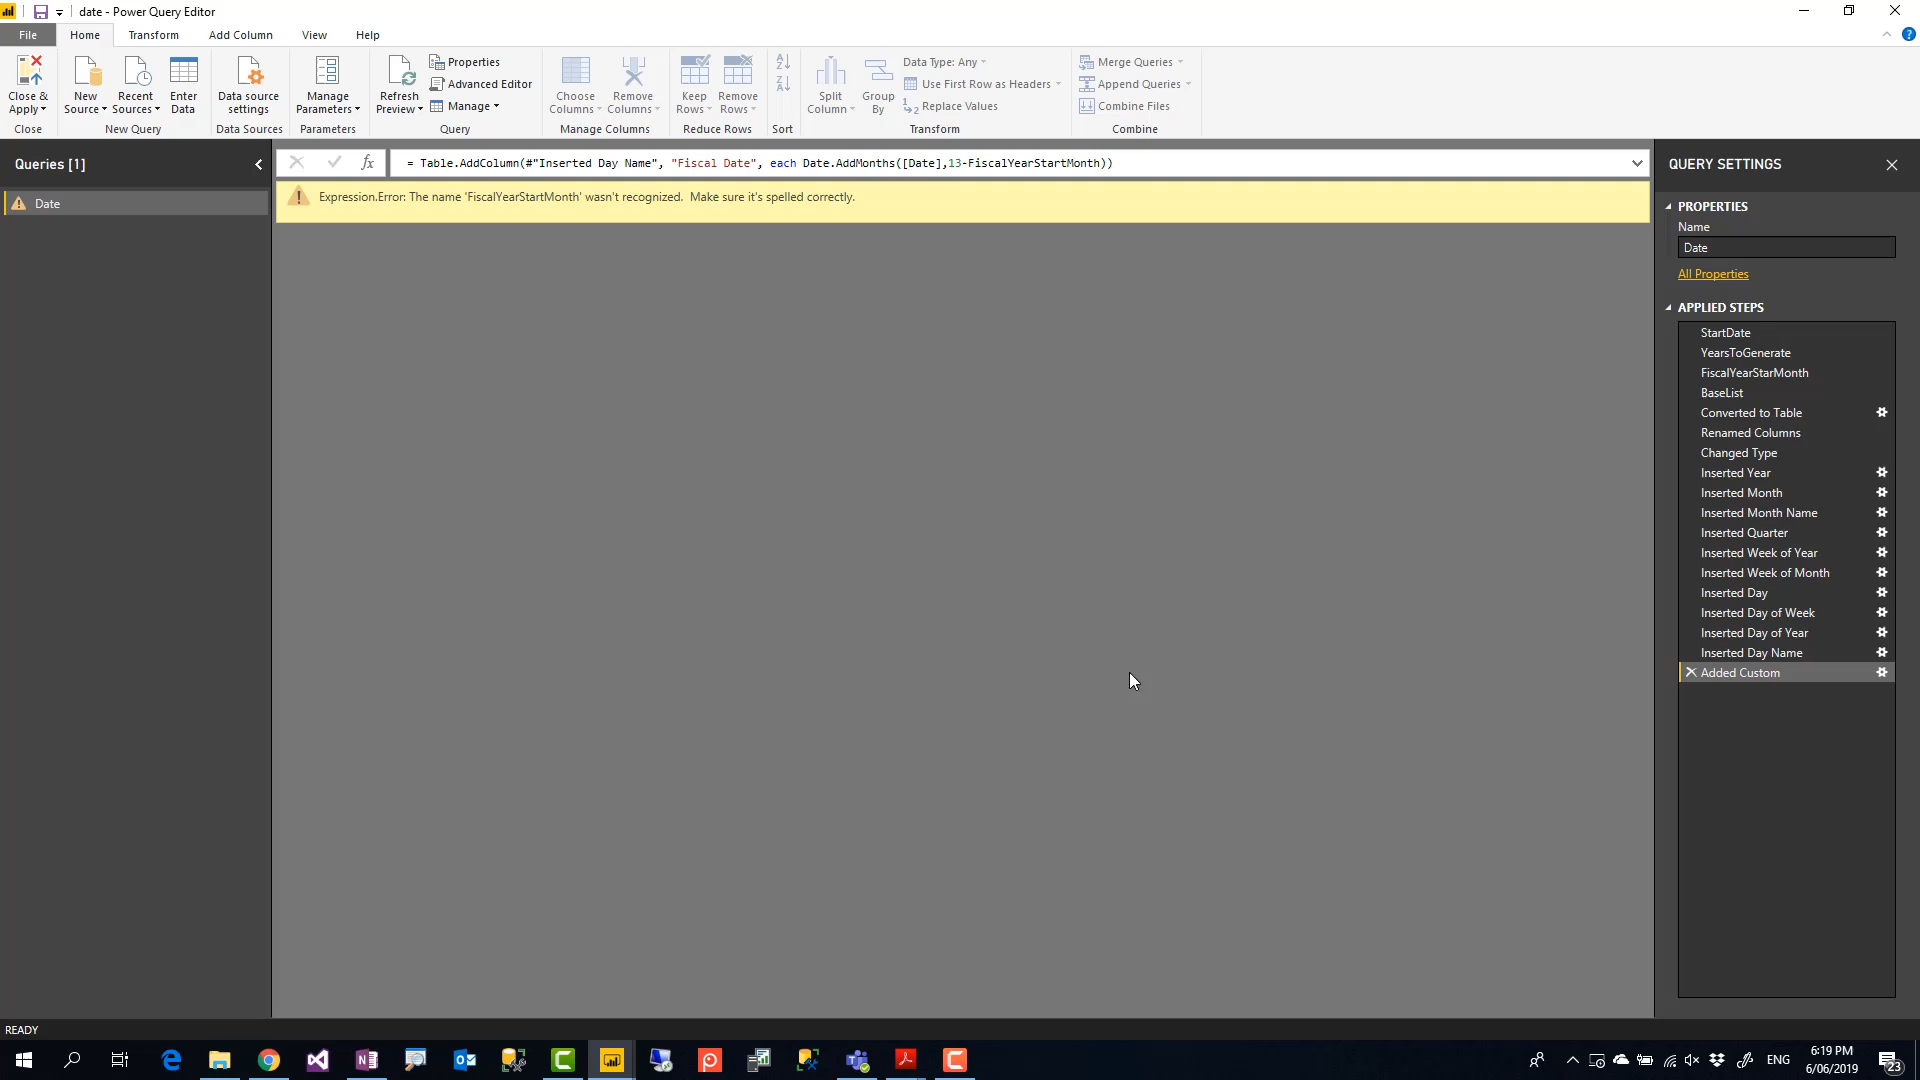 date - Power Query Editor
File
Home
Transform
Add Column
View
Help
?
Close & Apply
New Source
Recent Sources
Enter Data
Data source settings
Manage Parameters
Refresh Preview
Properties
Advanced Editor
Manage
Choose Columns
Remove Columns
Keep Rows
Remove Rows
Split Column
Group By
Data Type: Any
Use First Row as Headers
Replace Values
Merge Queries
Append Queries
Combine Files
Close
New Query
Data Sources
Parameters
Query
Manage Columns
Reduce Rows
Sort
Transform
Combine
Queries [1]
Date
fx
= Table.AddColumn(#"Inserted Day Name", "Fiscal Date", each Date.AddMonths([Date],13-FiscalYearStartMonth))
Expression.Error: The name 'FiscalYearStartMonth' wasn't recognized.  Make sure it's spelled correctly.
QUERY SETTINGS
PROPERTIES
Name
Date
All Properties
APPLIED STEPS
StartDate
YearsToGenerate
FiscalYearStarMonth
BaseList
Converted to Table
Renamed Columns
Changed Type
Inserted Year
Inserted Month
Inserted Month Name
Inserted Quarter
Inserted Week of Year
Inserted Week of Month
Inserted Day
Inserted Day of Week
Inserted Day of Year
Inserted Day Name
Added Custom
READY
ENG
6:19 PM
6/06/2019
23